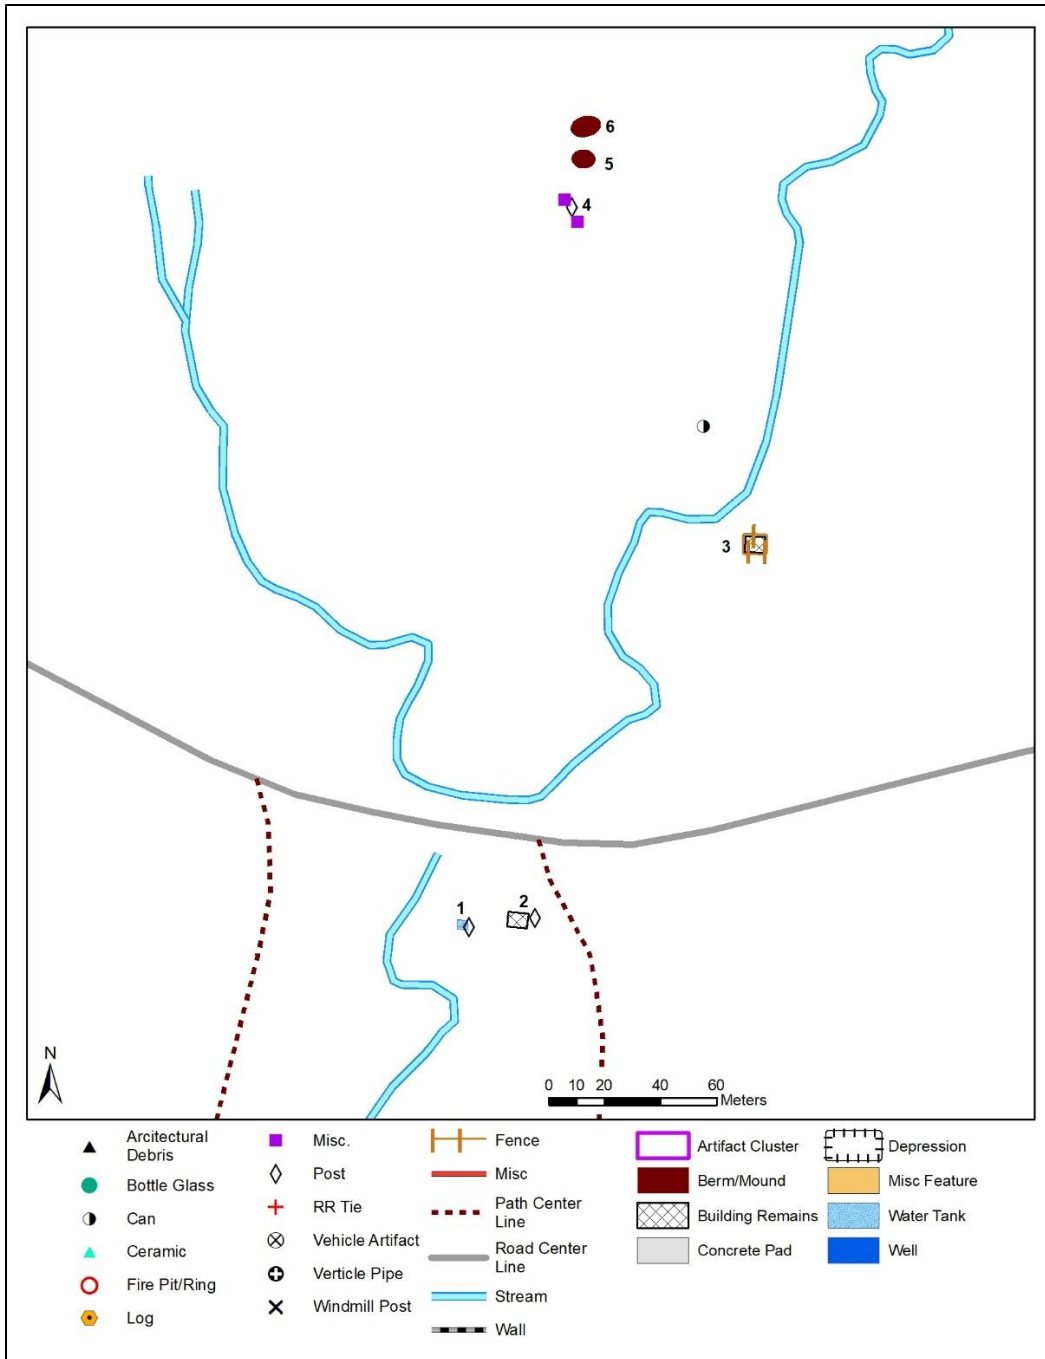 6
5
4
3
1
2
N
0 10 20 40 60
Meters
Arcitectural
Debris
Bottle Glass
Can
Ceramic
Fire Pit/Ring
Log
Misc.
Post
RR Tie
Vehicle Artifact
Verticle Pipe
Windmill Post
Fence
Misc
Path Center
Line
Road Center
Line
Stream
Wall
Artifact Cluster
Berm/Mound
Building Remains
Concrete Pad
Depression
Misc Feature
Water Tank
Well